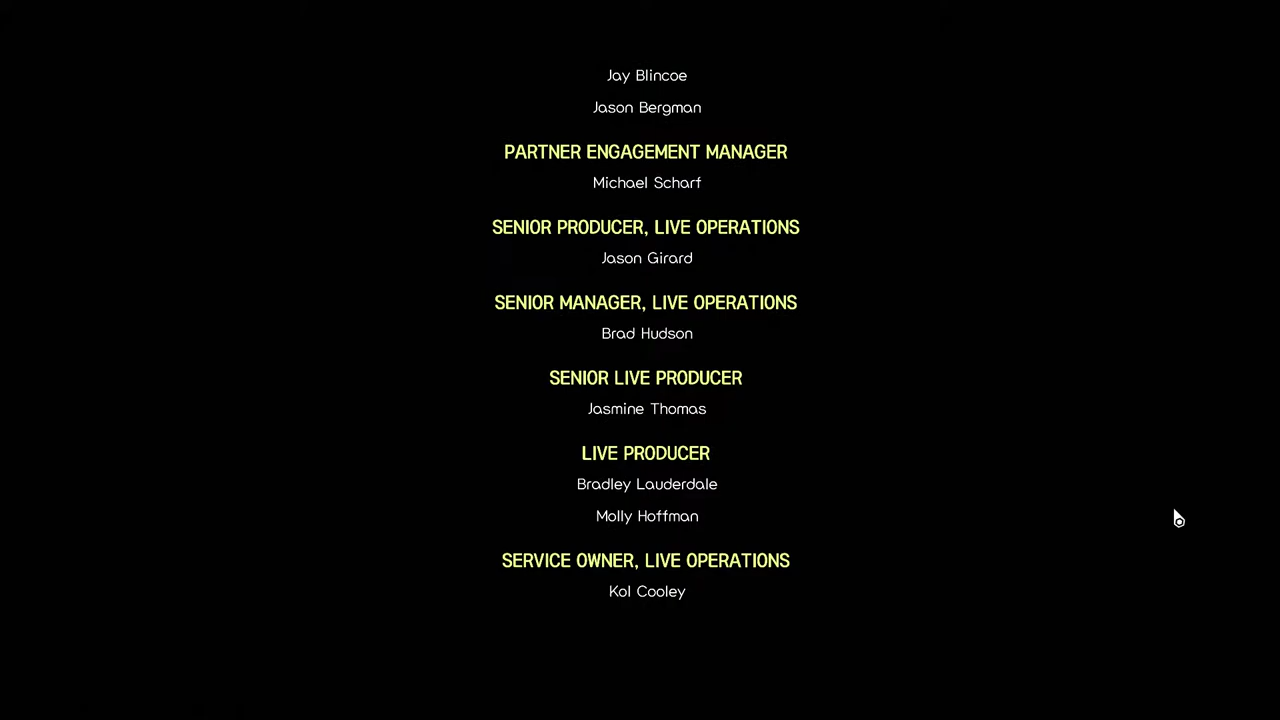 Jay Blincoe
Jason Bergman
PARTNER ENGAGEMENT MANAGER
Michael Scharf
SENIOR PRODUCER, LIVE OPERATIONS
Jason Girard
SENIOR MANAGER, LIVE OPERATIONS
Brad Hudson
SENIOR LIVE PRODUCER
Jasmine Thomas
LIVE PRODUCER
Bradley Lauderdale
Molly Hoffman
SERVICE OWNER, LIVE OPERATIONS
Kol Cooley